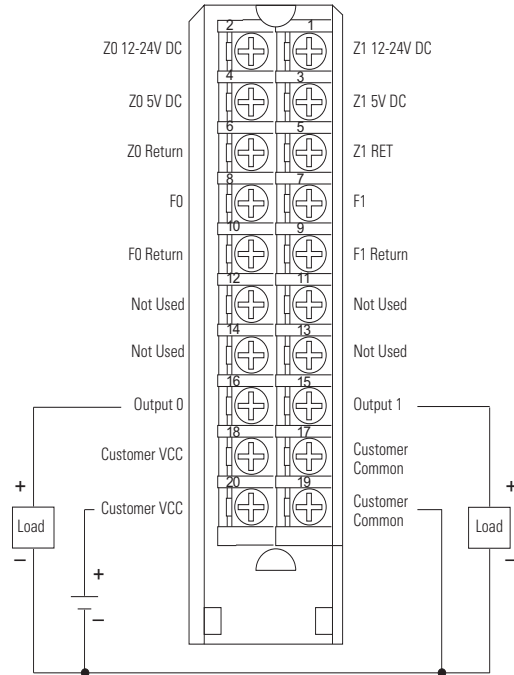 2 1
Z0 12-24V DC Z1 12-24V DC
4 3
Z0 5V DC Z1 5V DC
6 5
Z0 Return Z1 RET
8 7
F0 F1
10 9
F0 Return F1 Return
12 11
Not Used Not Used
14 13
Not Used Not Used
16 15
Output 0 Output 1
18 17
Customer VCC Customer
Common
20 19
Customer VCC Customer
Common
+ +
Load Load
– –
+
–